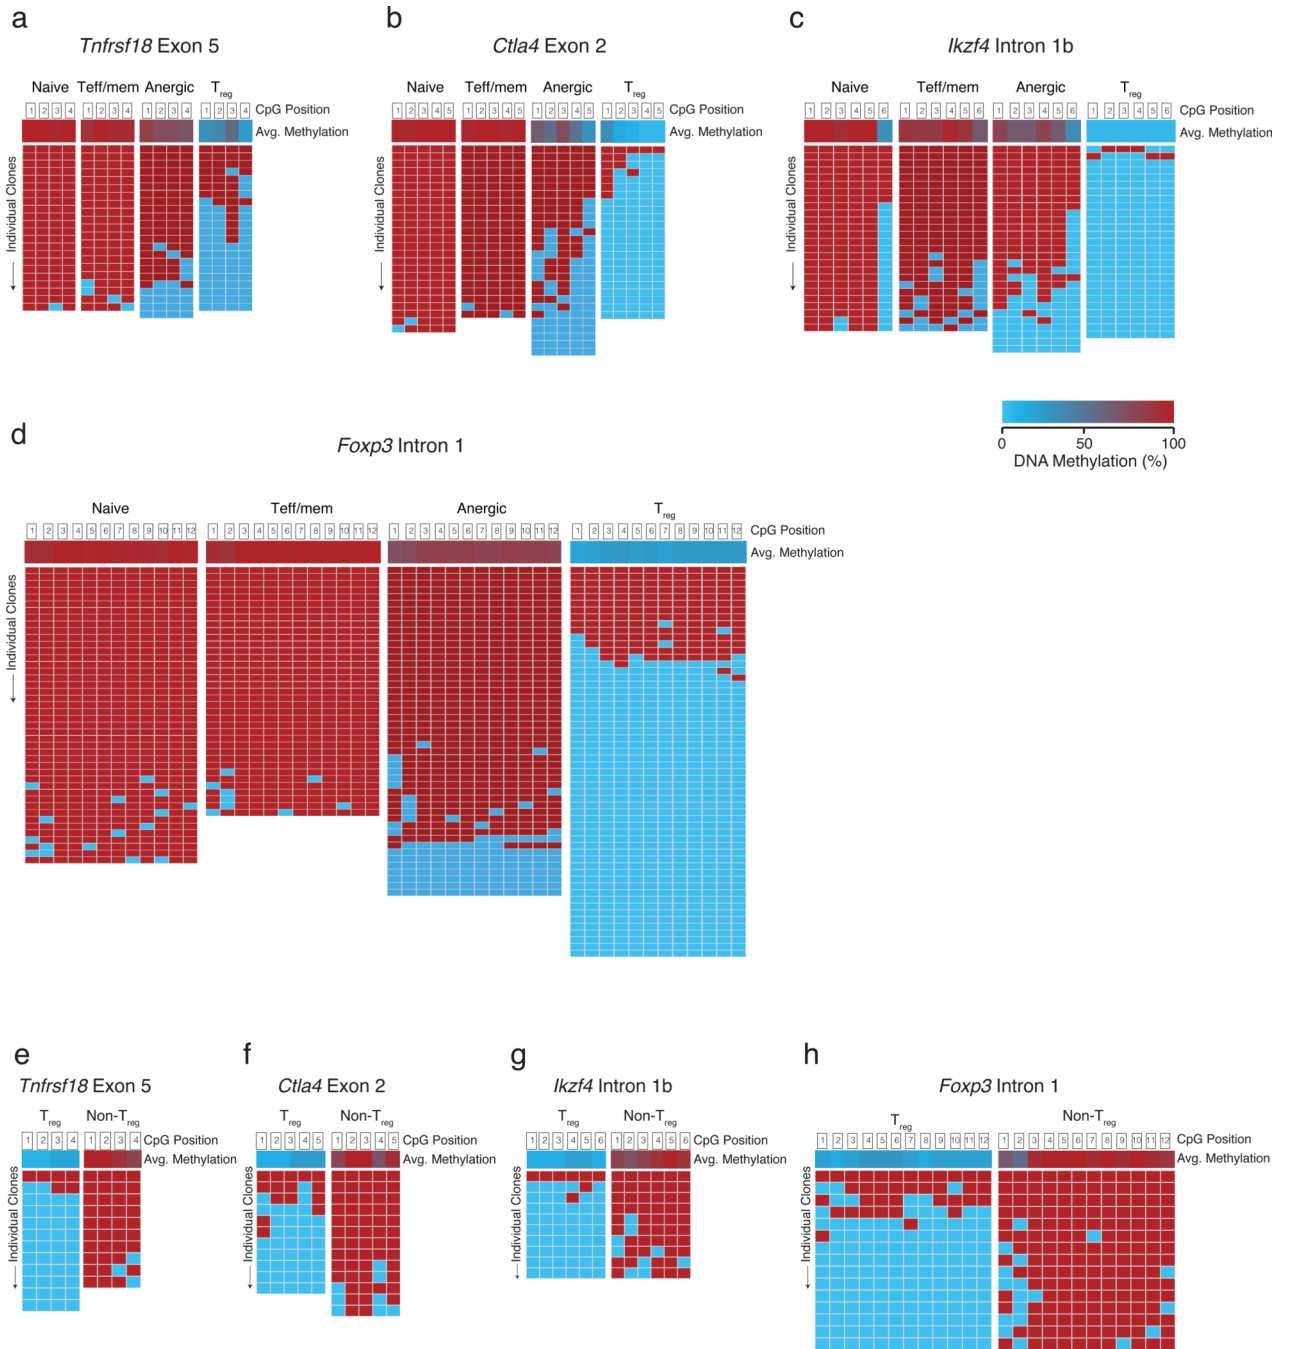 a
Tnfrsf18 Exon 5
Naive Teff/mem Anergic Treg
1 2 3 4 1 2 3 4 1 2 3 4 1 2 3 4 CpG Position
Avg. Methylation
Individual Clones
b
Ctla4 Exon 2
Naive Teff/mem Anergic Treg
1 2 3 4 5 1 2 3 4 5 1 2 3 4 5 1 2 3 4 5 CpG Position
Avg. Methylation
Individual Clones
c
Ikzf4 Intron 1b
Naive Teff/mem Anergic Treg
1 2 3 4 5 6 1 2 3 4 5 6 1 2 3 4 5 6 1 2 3 4 5 6 CpG Position
Avg. Methylation
Individual Clones
0 50 100
DNA Methylation (%)
d
Foxp3 Intron 1
Naive Teff/mem Anergic Treg
1 2 3 4 5 6 7 8 9 10 11 12 1 2 3 4 5 6 7 8 9 10 11 12 1 2 3 4 5 6 7 8 9 10 11 12 1 2 3 4 5 6 7 8 9 10 11 12 CpG Position
Avg. Methylation
Individual Clones
e
Tnfrsf18 Exon 5
Treg Non-Treg
1 2 3 4 1 2 3 4 CpG Position
Avg. Methylation
Individual Clones
f
Ctla4 Exon 2
Treg Non-Treg
1 2 3 4 5 1 2 3 4 5 CpG Position
Avg. Methylation
Individual Clones
g
Ikzf4 Intron 1b
Treg Non-Treg
1 2 3 4 5 6 1 2 3 4 5 6 CpG Position
Avg. Methylation
Individual Clones
h
Foxp3 Intron 1
Treg Non-Treg
1 2 3 4 5 6 7 8 9 10 11 12 1 2 3 4 5 6 7 8 9 10 11 12 CpG Position
Avg. Methylation
Individual Clones